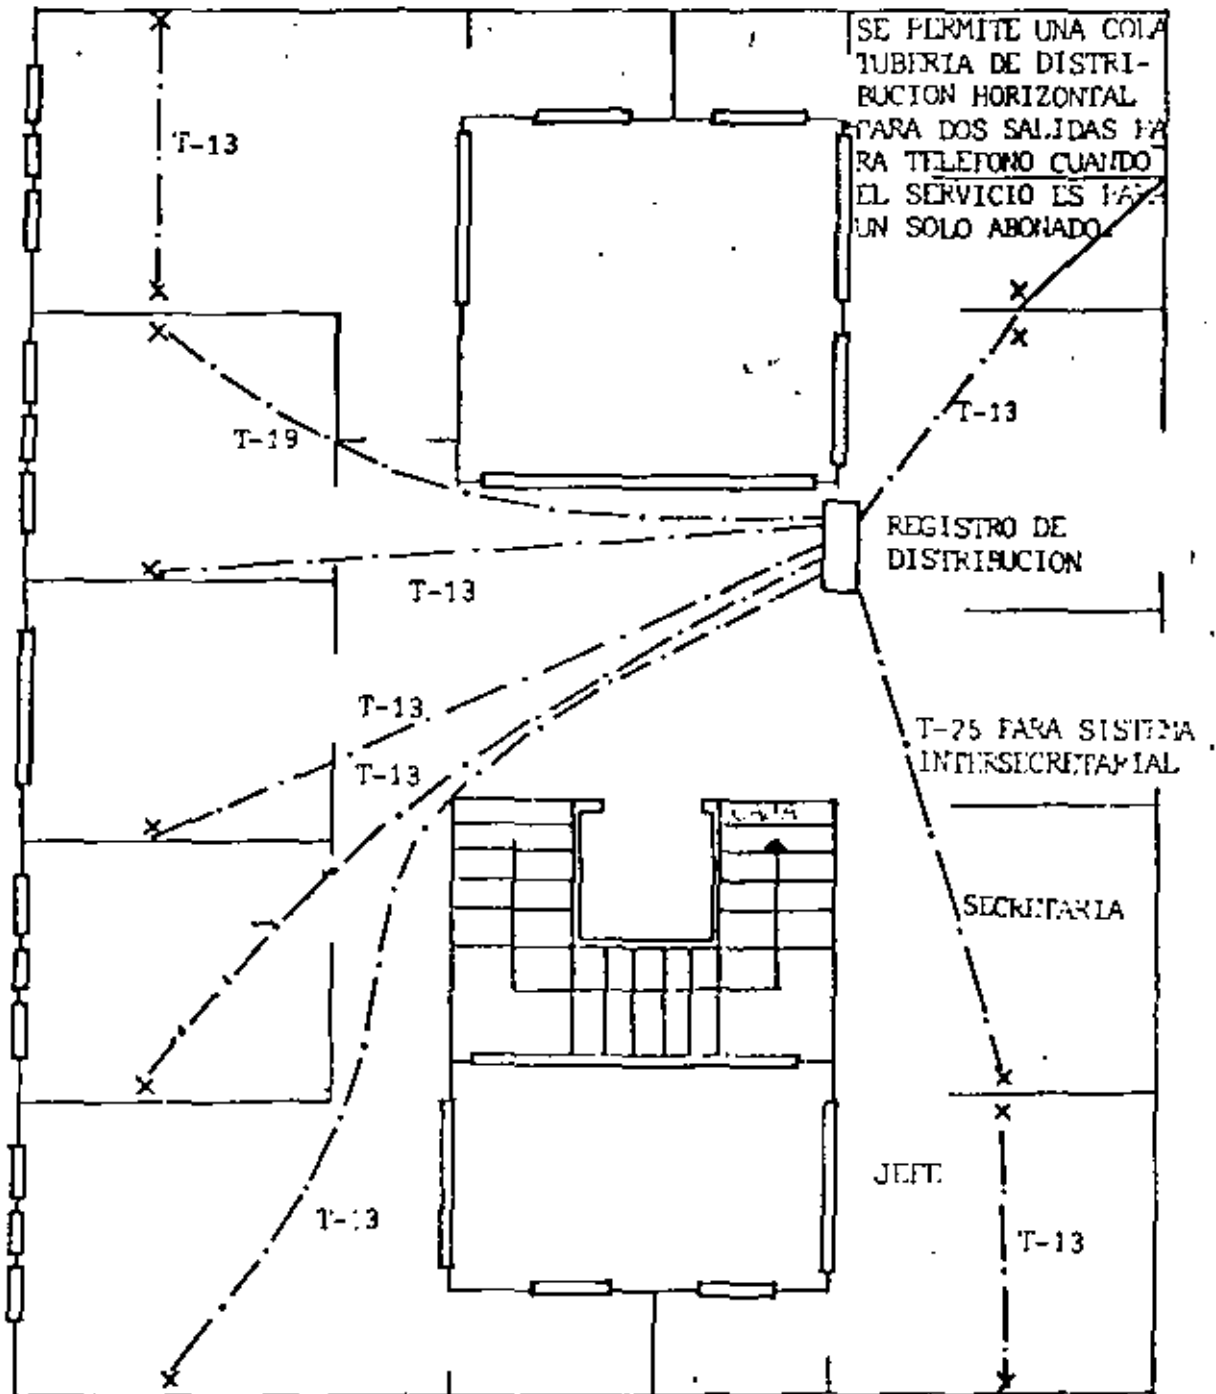 SE PERMITE UNA COLA
TUBERIA DE DISTRI-
BUCION HORIZONTAL
PARA DOS SALIDAS PA
RA TELEFONO CUANDO
EL SERVICIO ES PARA
UN SOLO ABONADO.
T-13
T-19
T-13
T-13
REGISTRO DE
DISTRIBUCION
T-13
T-13
T-25 PARA SISTEMA
INTERSECRETARIAL
CAJA
SECRETARIA
JEFE
T-13
T-13